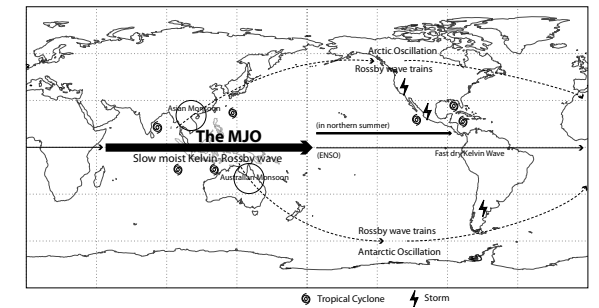 Arctic Oscillation
Rossby wave trains
Asian Monsoon
The MJO
(in northern summer)
Slow moist Kelvin-Rossby wave
(ENSO)
Fast dry Kelvin Wave
Australian Monsoon
Rossby wave trains
Antarctic Oscillation
Tropical Cyclone
Storm